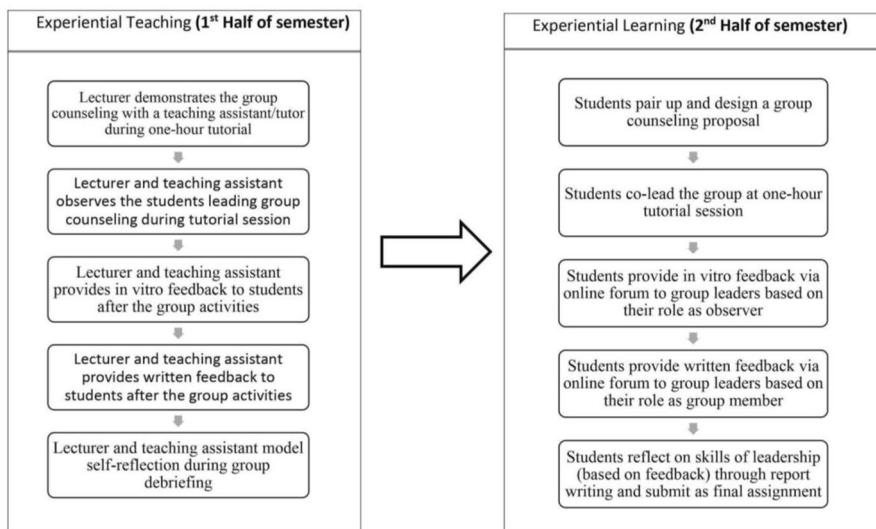 Experiential Teaching (1st Half of semester)
Lecturer demonstrates the group
counseling with a teaching assistant/tutor
during one-hour tutorial
Lecturer and teaching assistant
observes the students leading group
counseling during tutorial session
Lecturer and teaching assistant
provides in vitro feedback to students
after the group activities
Lecturer and teaching assistant
provides written feedback to
students after the group activities
Lecturer and teaching assistant model
self-reflection during group
debriefing
Experiential Learning (2nd Half of semester)
Students pair up and design a group
counseling proposal
Students co-lead the group at one-hour
tutorial session
Students provide in vitro feedback via
online forum to group leaders based on
their role as observer
Students provide written feedback via
online forum to group leaders based on
their role as group member
Students reflect on skills of leadership
(based on feedback) through report
writing and submit as final assignment